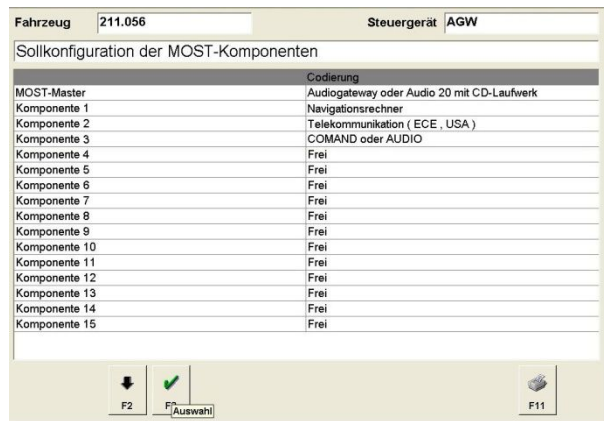 Fahrzeug 211.056 Steuergerät AGW
Sollkonfiguration der MOST-Komponenten
Codierung
MOST-Master Audiogateway oder Audio 20 mit CD-Laufwerk
Komponente 1 Navigationsrechner
Komponente 2 Telekommunikation ( ECE , USA )
Komponente 3 COMAND oder AUDIO
Komponente 4 Frei
Komponente 5 Frei
Komponente 6 Frei
Komponente 7 Frei
Komponente 8 Frei
Komponente 9 Frei
Komponente 10 Frei
Komponente 11 Frei
Komponente 12 Frei
Komponente 13 Frei
Komponente 14 Frei
Komponente 15 Frei
F2 F11
Auswahl